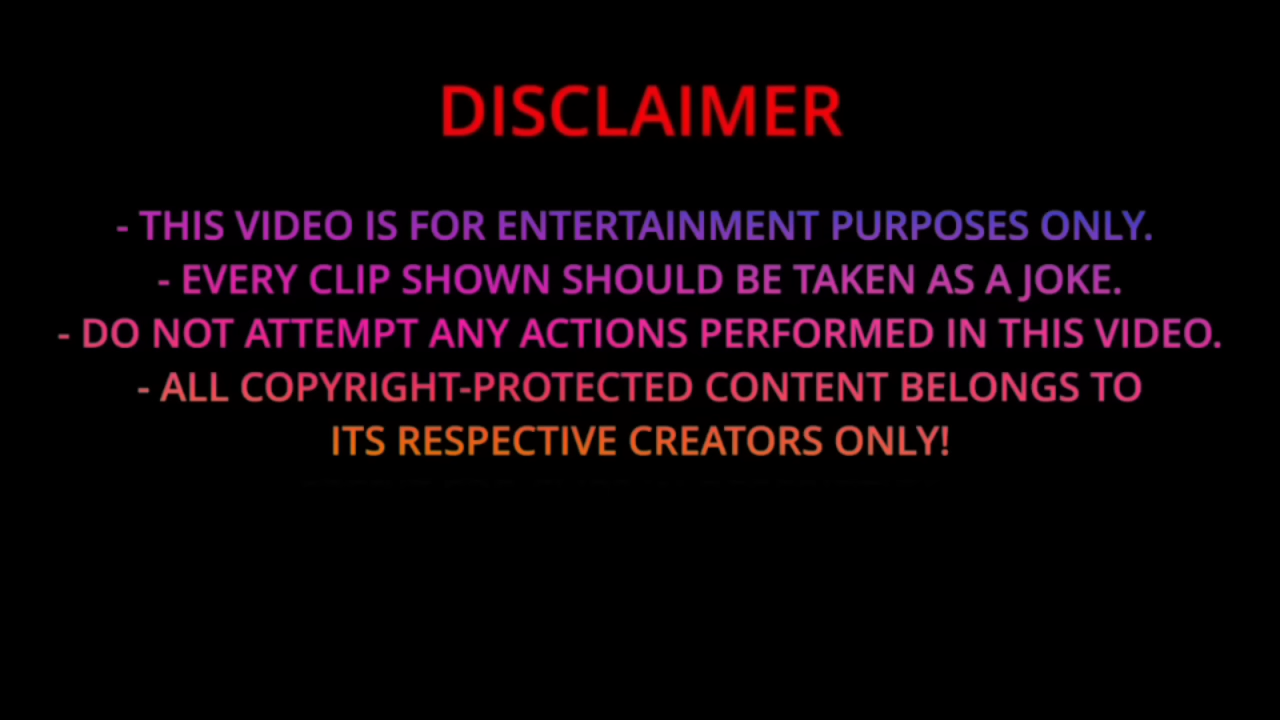 DISCLAIMER
- THIS VIDEO IS FOR ENTERTAINMENT PURPOSES ONLY.
- EVERY CLIP SHOWN SHOULD BE TAKEN AS A JOKE.
- DO NOT ATTEMPT ANY ACTIONS PERFORMED IN THIS VIDEO.
- ALL COPYRIGHT-PROTECTED CONTENT BELONGS TO
ITS RESPECTIVE CREATORS ONLY!